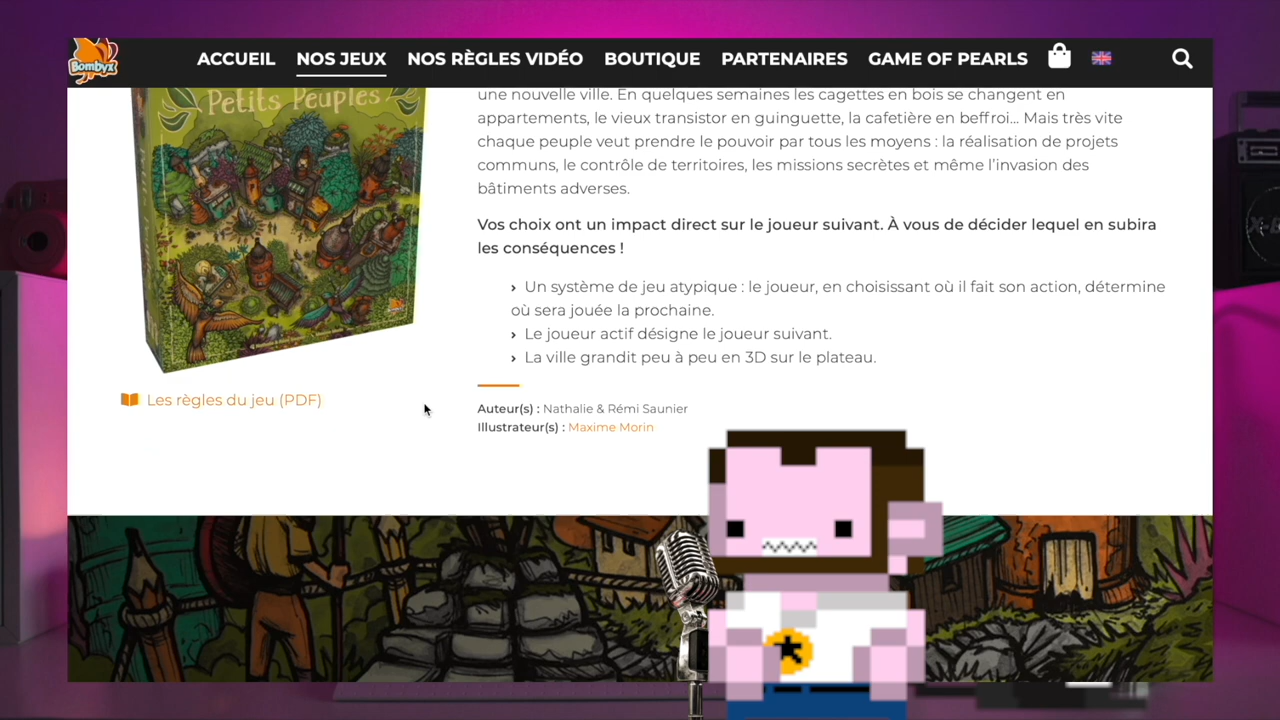 Bombyx
ACCUEIL NOS JEUX NOS RÈGLES VIDÉO BOUTIQUE PARTENAIRES GAME OF PEARLS
Petits Peuples
une nouvelle ville. En quelques semaines les cagettes en bois se changent en
appartements, le vieux transistor en guinguette, la cafetière en beffroi… Mais très vite
chaque peuple veut prendre le pouvoir par tous les moyens : la réalisation de projets
communs, le contrôle de territoires, les missions secrètes et même l’invasion des
bâtiments adverses.
Vos choix ont un impact direct sur le joueur suivant. À vous de décider lequel en subira
les conséquences !
› Un système de jeu atypique : le joueur, en choisissant où il fait son action, détermine
où sera jouée la prochaine.
› Le joueur actif désigne le joueur suivant.
› La ville grandit peu à peu en 3D sur le plateau.
Les règles du jeu (PDF)
Auteur(s) : Nathalie & Rémi Saunier
Illustrateur(s) : Maxime Morin